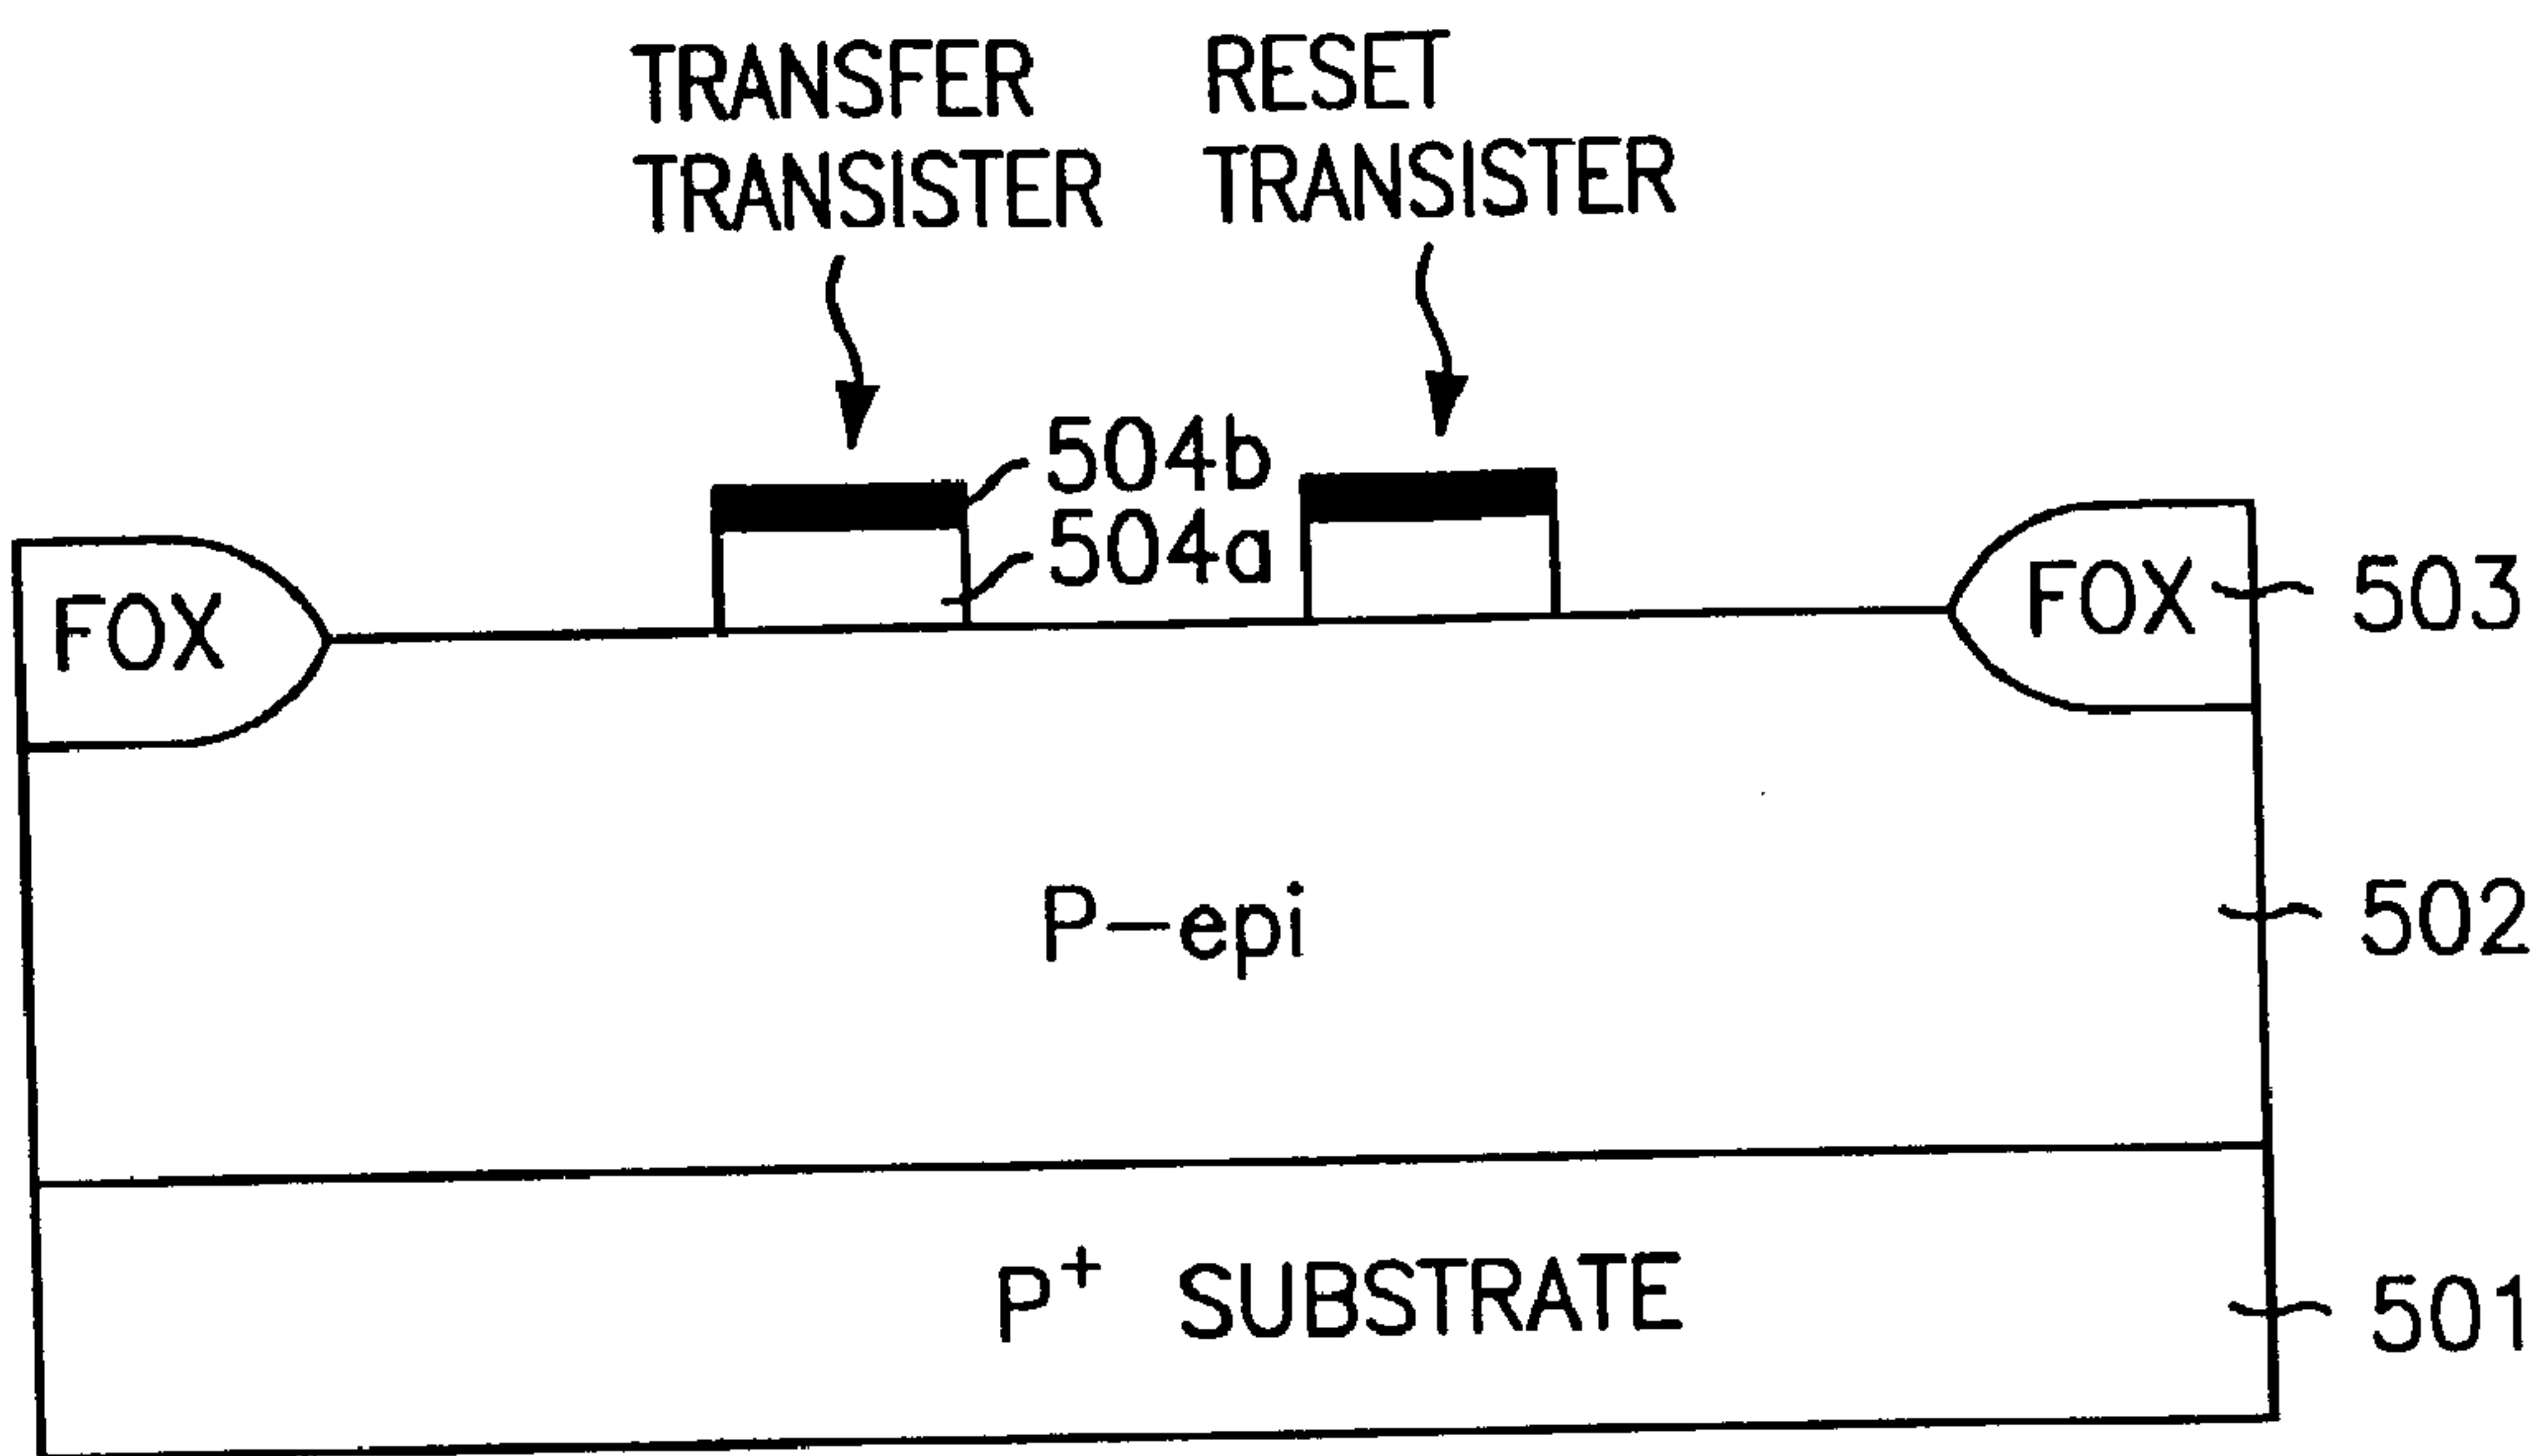 TRANSFER
TRANSISTER
RESET
TRANSISTER
504b
504a
FOX
FOX
503
P-epi
502
P+ SUBSTRATE
501